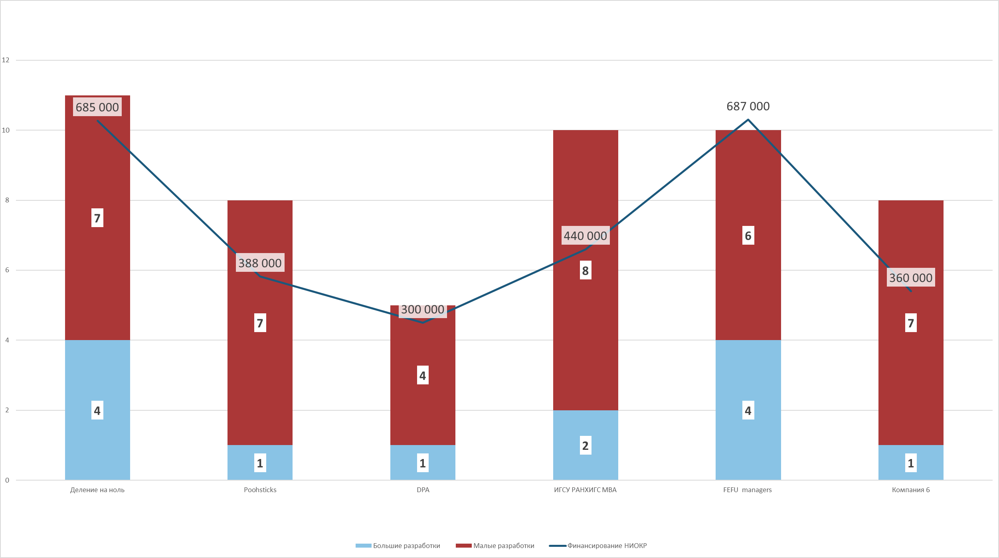 12
10
8
6
4
2
0
685 000
7
4
388 000
7
1
300 000
4
1
440 000
8
2
687 000
6
4
360 000
7
1
Деление на ноль
Poohsticks
DPA
ИГСУ РАНХИГС MBA
FEFU  managers
Компания 6
Большие разработки
Малые разработки
Финансирование НИОКР